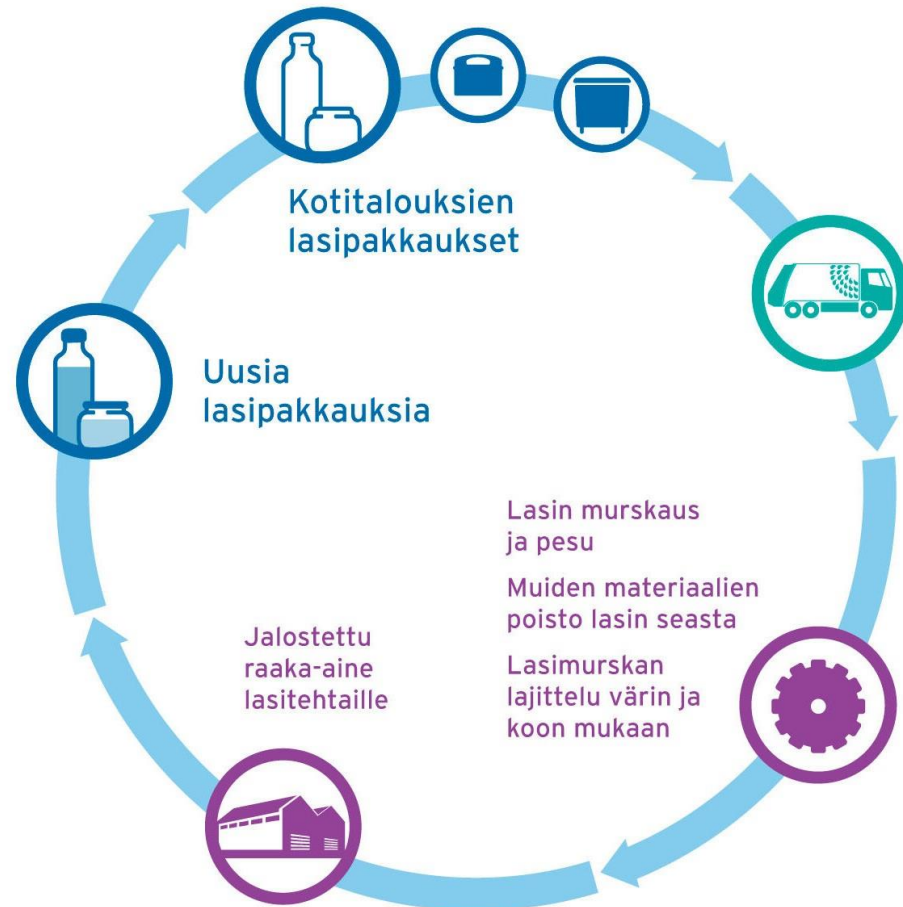 Kotitalouksien
lasipakkaukset
Uusia
lasipakkauksia
Lasin murskaus
ja pesu
Muiden materiaalien
poisto lasin seasta
Lasimurskan
lajittelu värin ja
koon mukaan
Jalostettu
raaka-aine
lasitehtaille